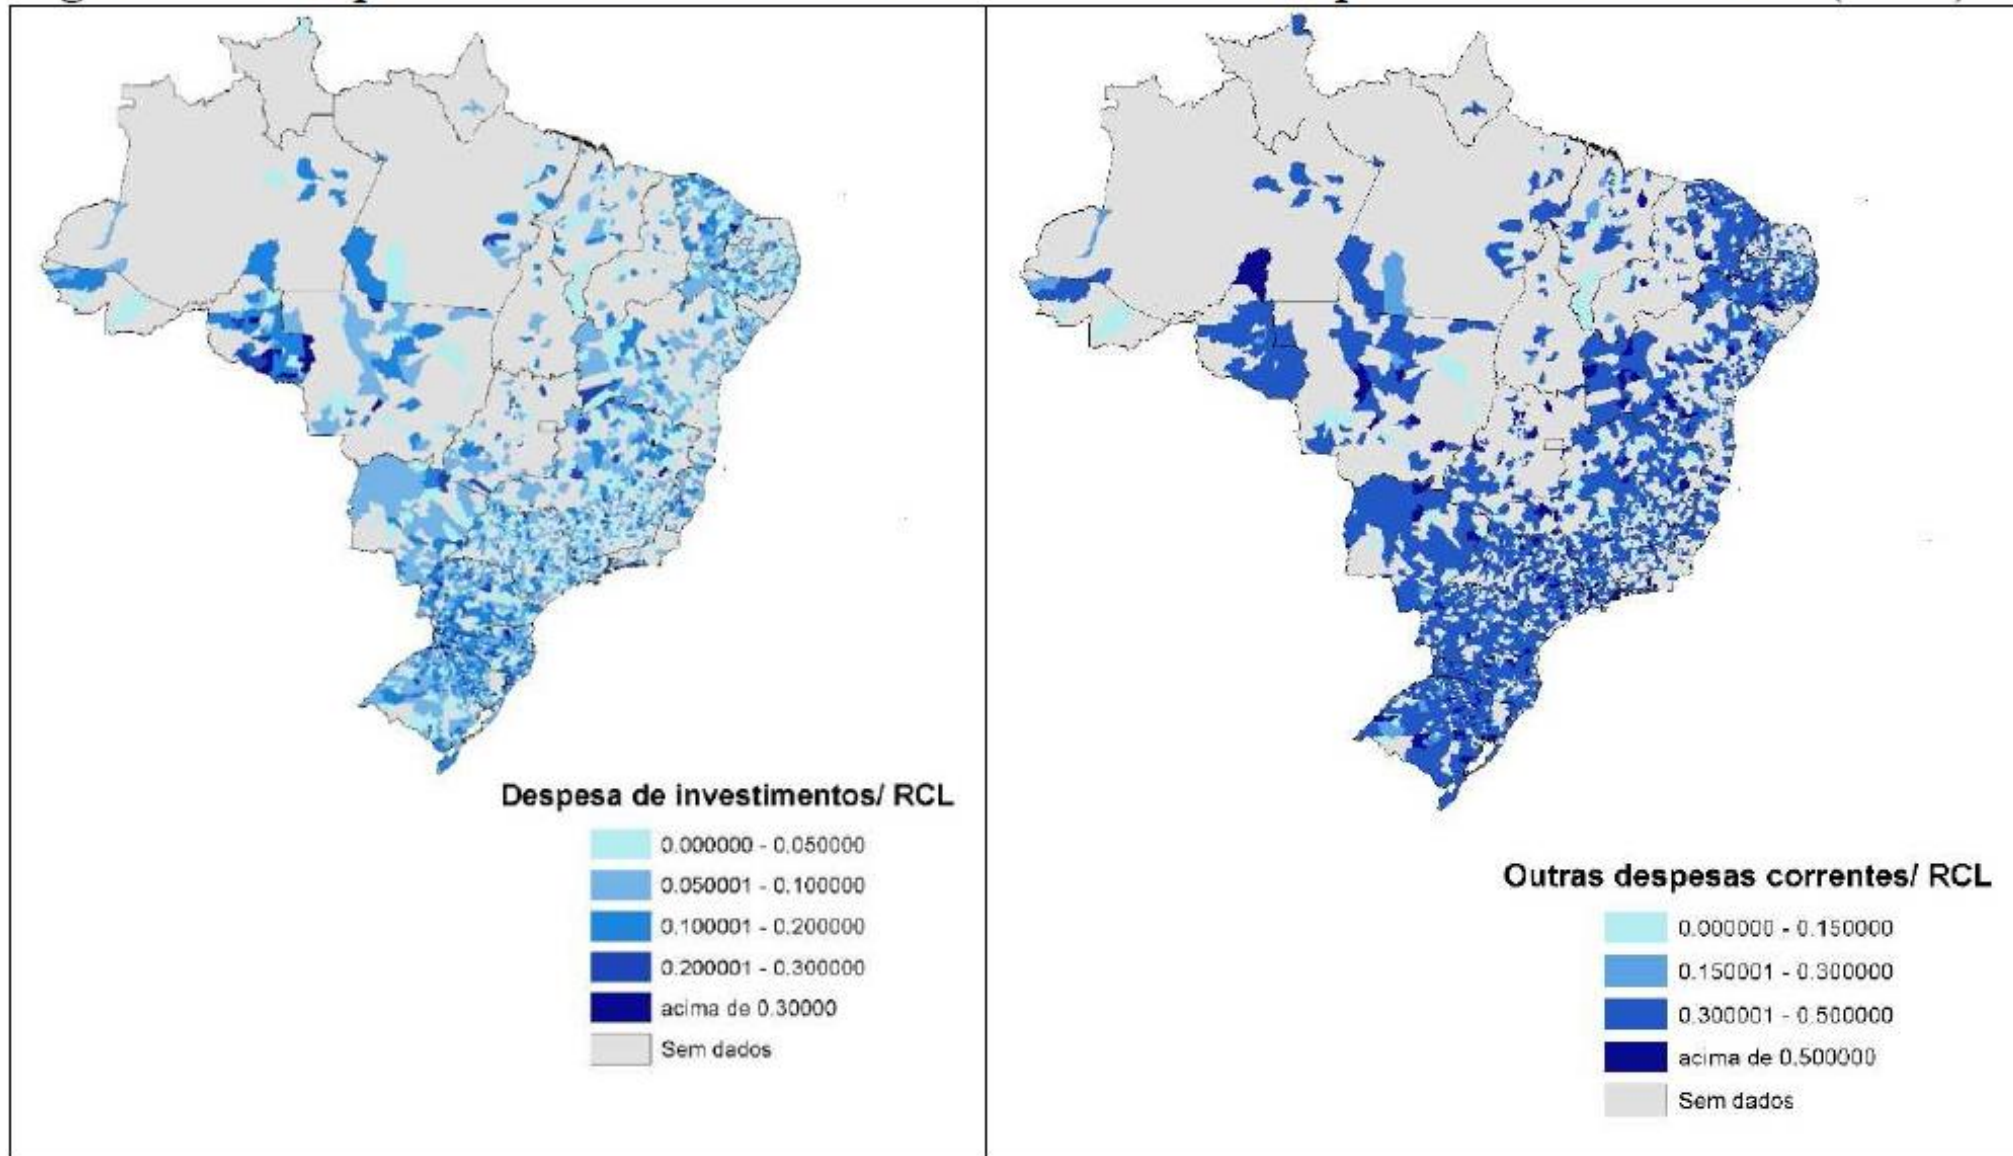 Despesa de investimentos/ RCL
0.000000 - 0.050000
0.050001 - 0.100000
0.100001 - 0.200000
0.200001 - 0.300000
acima de 0.30000
Sem dados
Outras despesas correntes/ RCL
0.000000 - 0.150000
0.150001 - 0.300000
0.300001 - 0.500000
acima de 0.500000
Sem dados